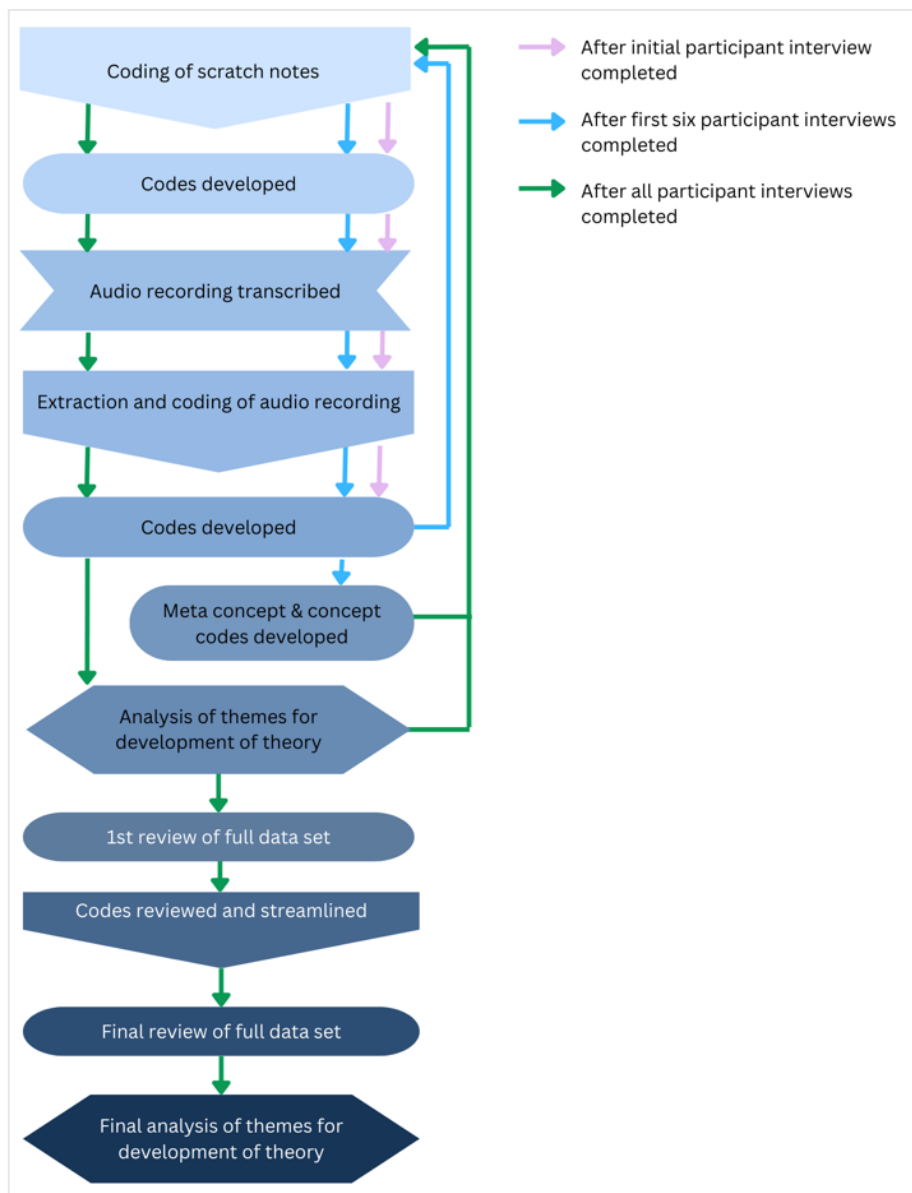 Coding of scratch notes
Codes developed
Audio recording transcribed
Extraction and coding of audio recording
Codes developed
Meta concept & concept
codes developed
Analysis of themes for
development of theory
1st review of full data set
Codes reviewed and streamlined
Final review of full data set
Final analysis of themes for
development of theory
After initial participant interview
completed
After first six participant interviews
completed
After all participant interviews
completed